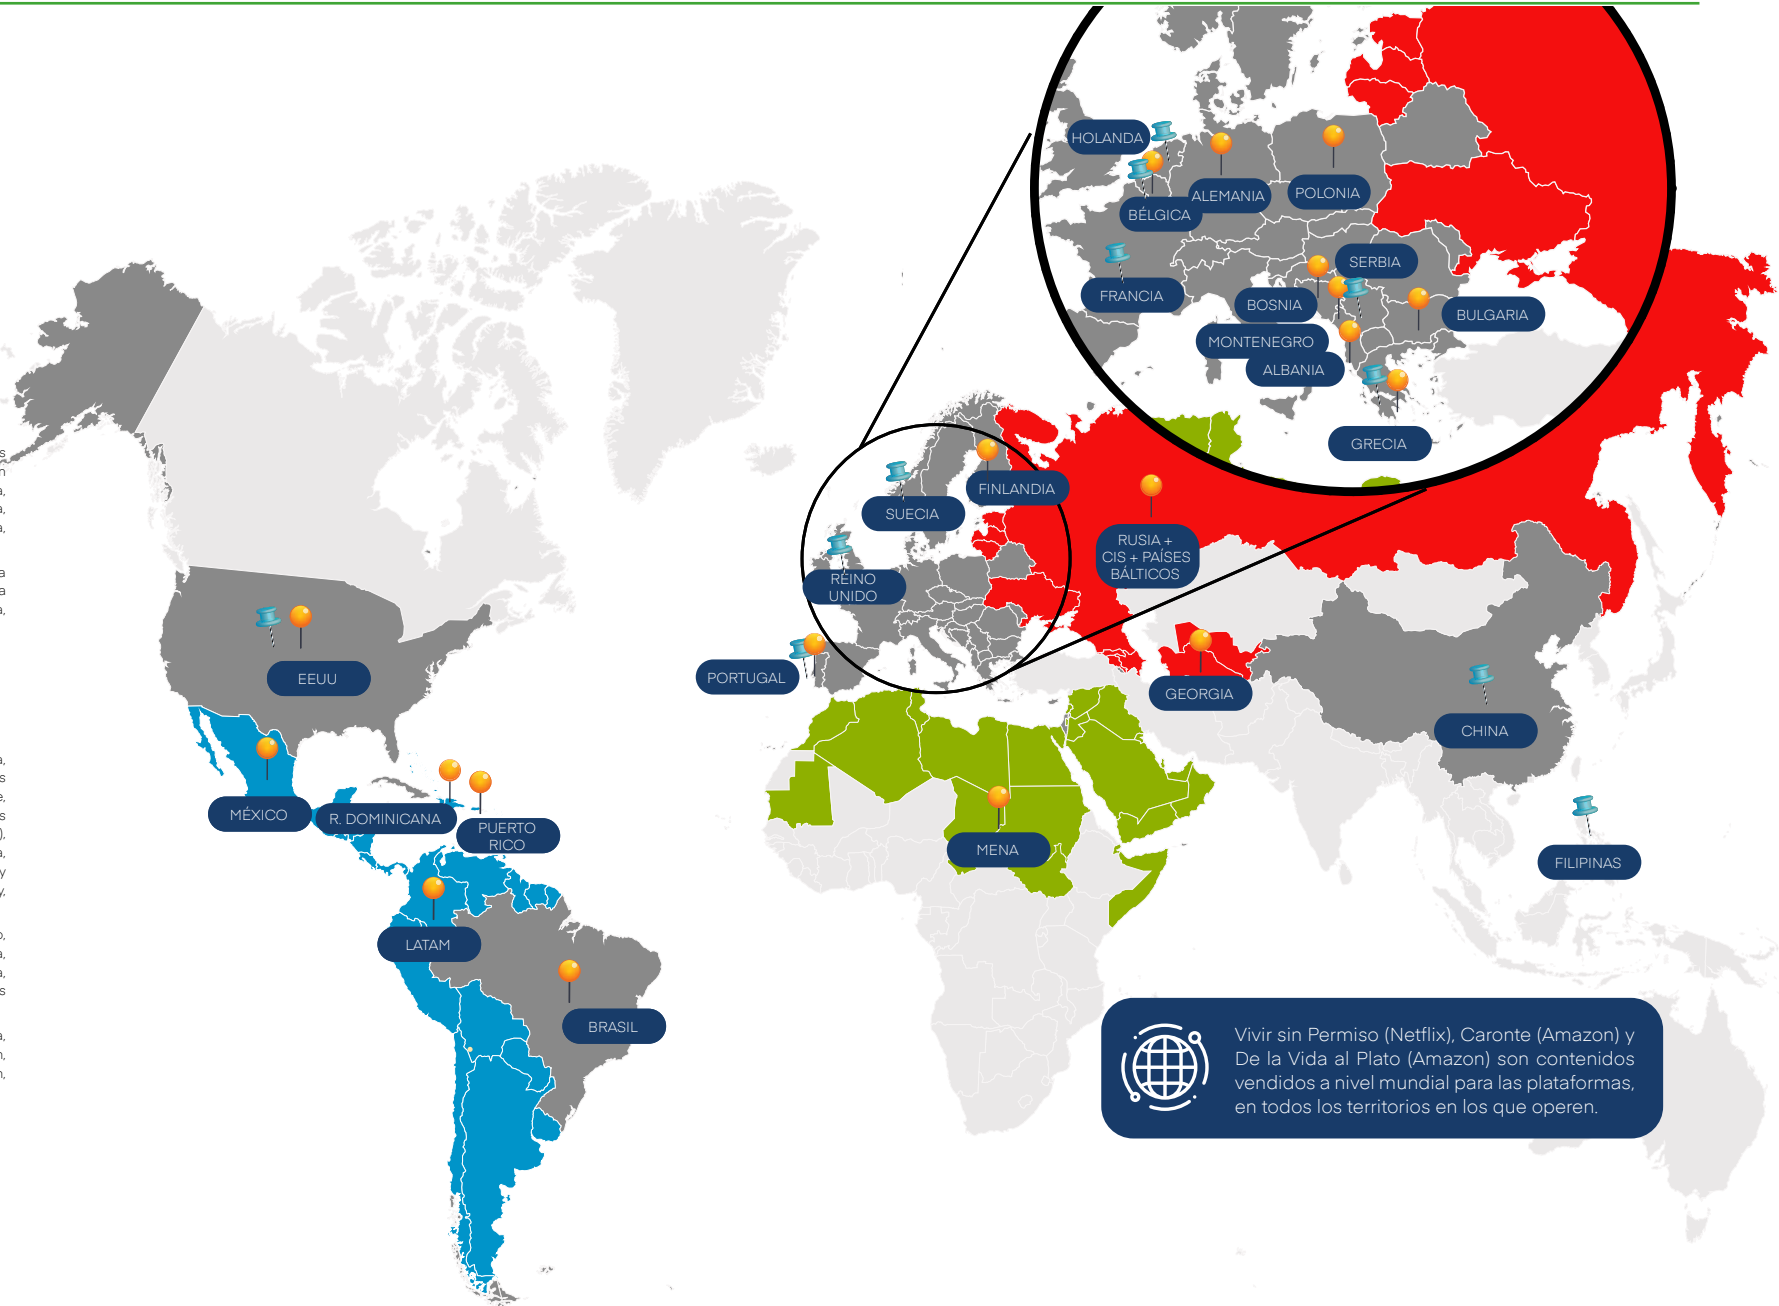 HOLANDA
ALEMANIA
POLONIA
BÉLGICA
SERBIA
FRANCIA
BOSNIA
BULGARIA
MONTENEGRO
ALBANIA
GRECIA
FINLANDIA
SUECIA
RUSIA +
CIS + PAÍSES
BÁLTICOS
REINO
UNIDO
EEUU
PORTUGAL
GEORGIA
CHINA
MÉXICO
R. DOMINICANA
PUERTO
RICO
MENA
FILIPINAS
LATAM
BRASIL
Vivir sin Permiso (Netflix), Caronte (Amazon) y
De la Vida al Plato (Amazon) son contenidos
vendidos a nivel mundial para las plataformas,
en todos los territorios en los que operen.